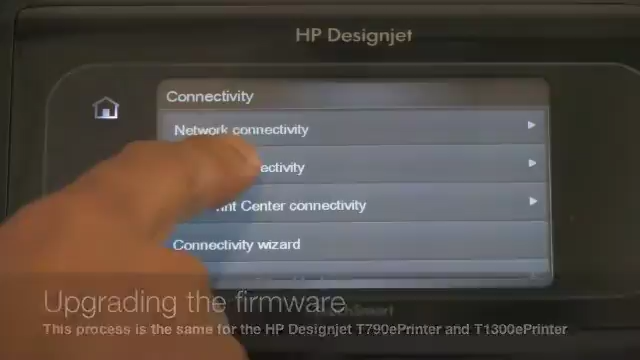 HP Designjet
Connectivity
Network connectivity
Center connectivity
Connectivity wizard
Upgrading the firmware
This process is the same for the HP Designjet T790ePrinter and T1300ePrinter